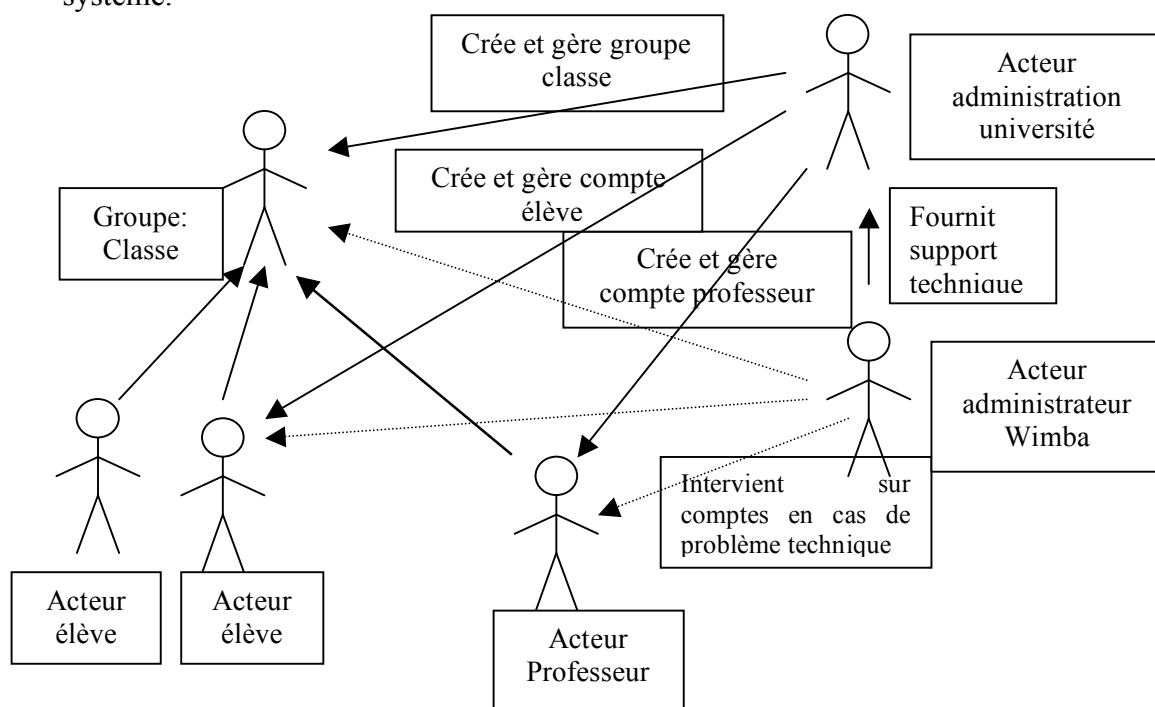 système.
Crée et gère groupe
classe
Acteur
administration
université
Crée et gère compte
élève
Groupe:
Classe
Fournit
support
technique
Crée et gère
compte professeur
Acteur
administrateur
Wimba
Intervient sur
comptes en cas de
problème technique
Acteur
élève
Acteur
élève
Acteur
Professeur